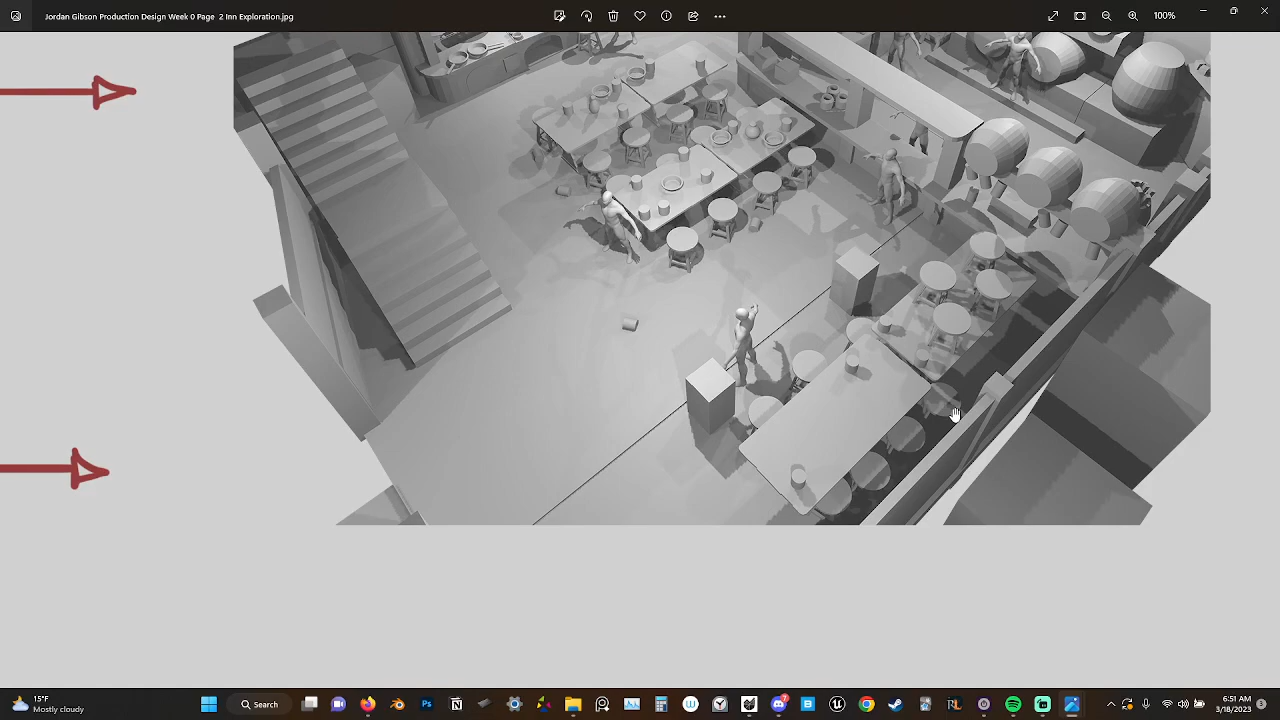 Jordan Gibson Production Design Week 0 Page 2 Inn Exploration.jpg
100%
15°F
Mostly cloudy
Search
6:51 AM
3/18/2023